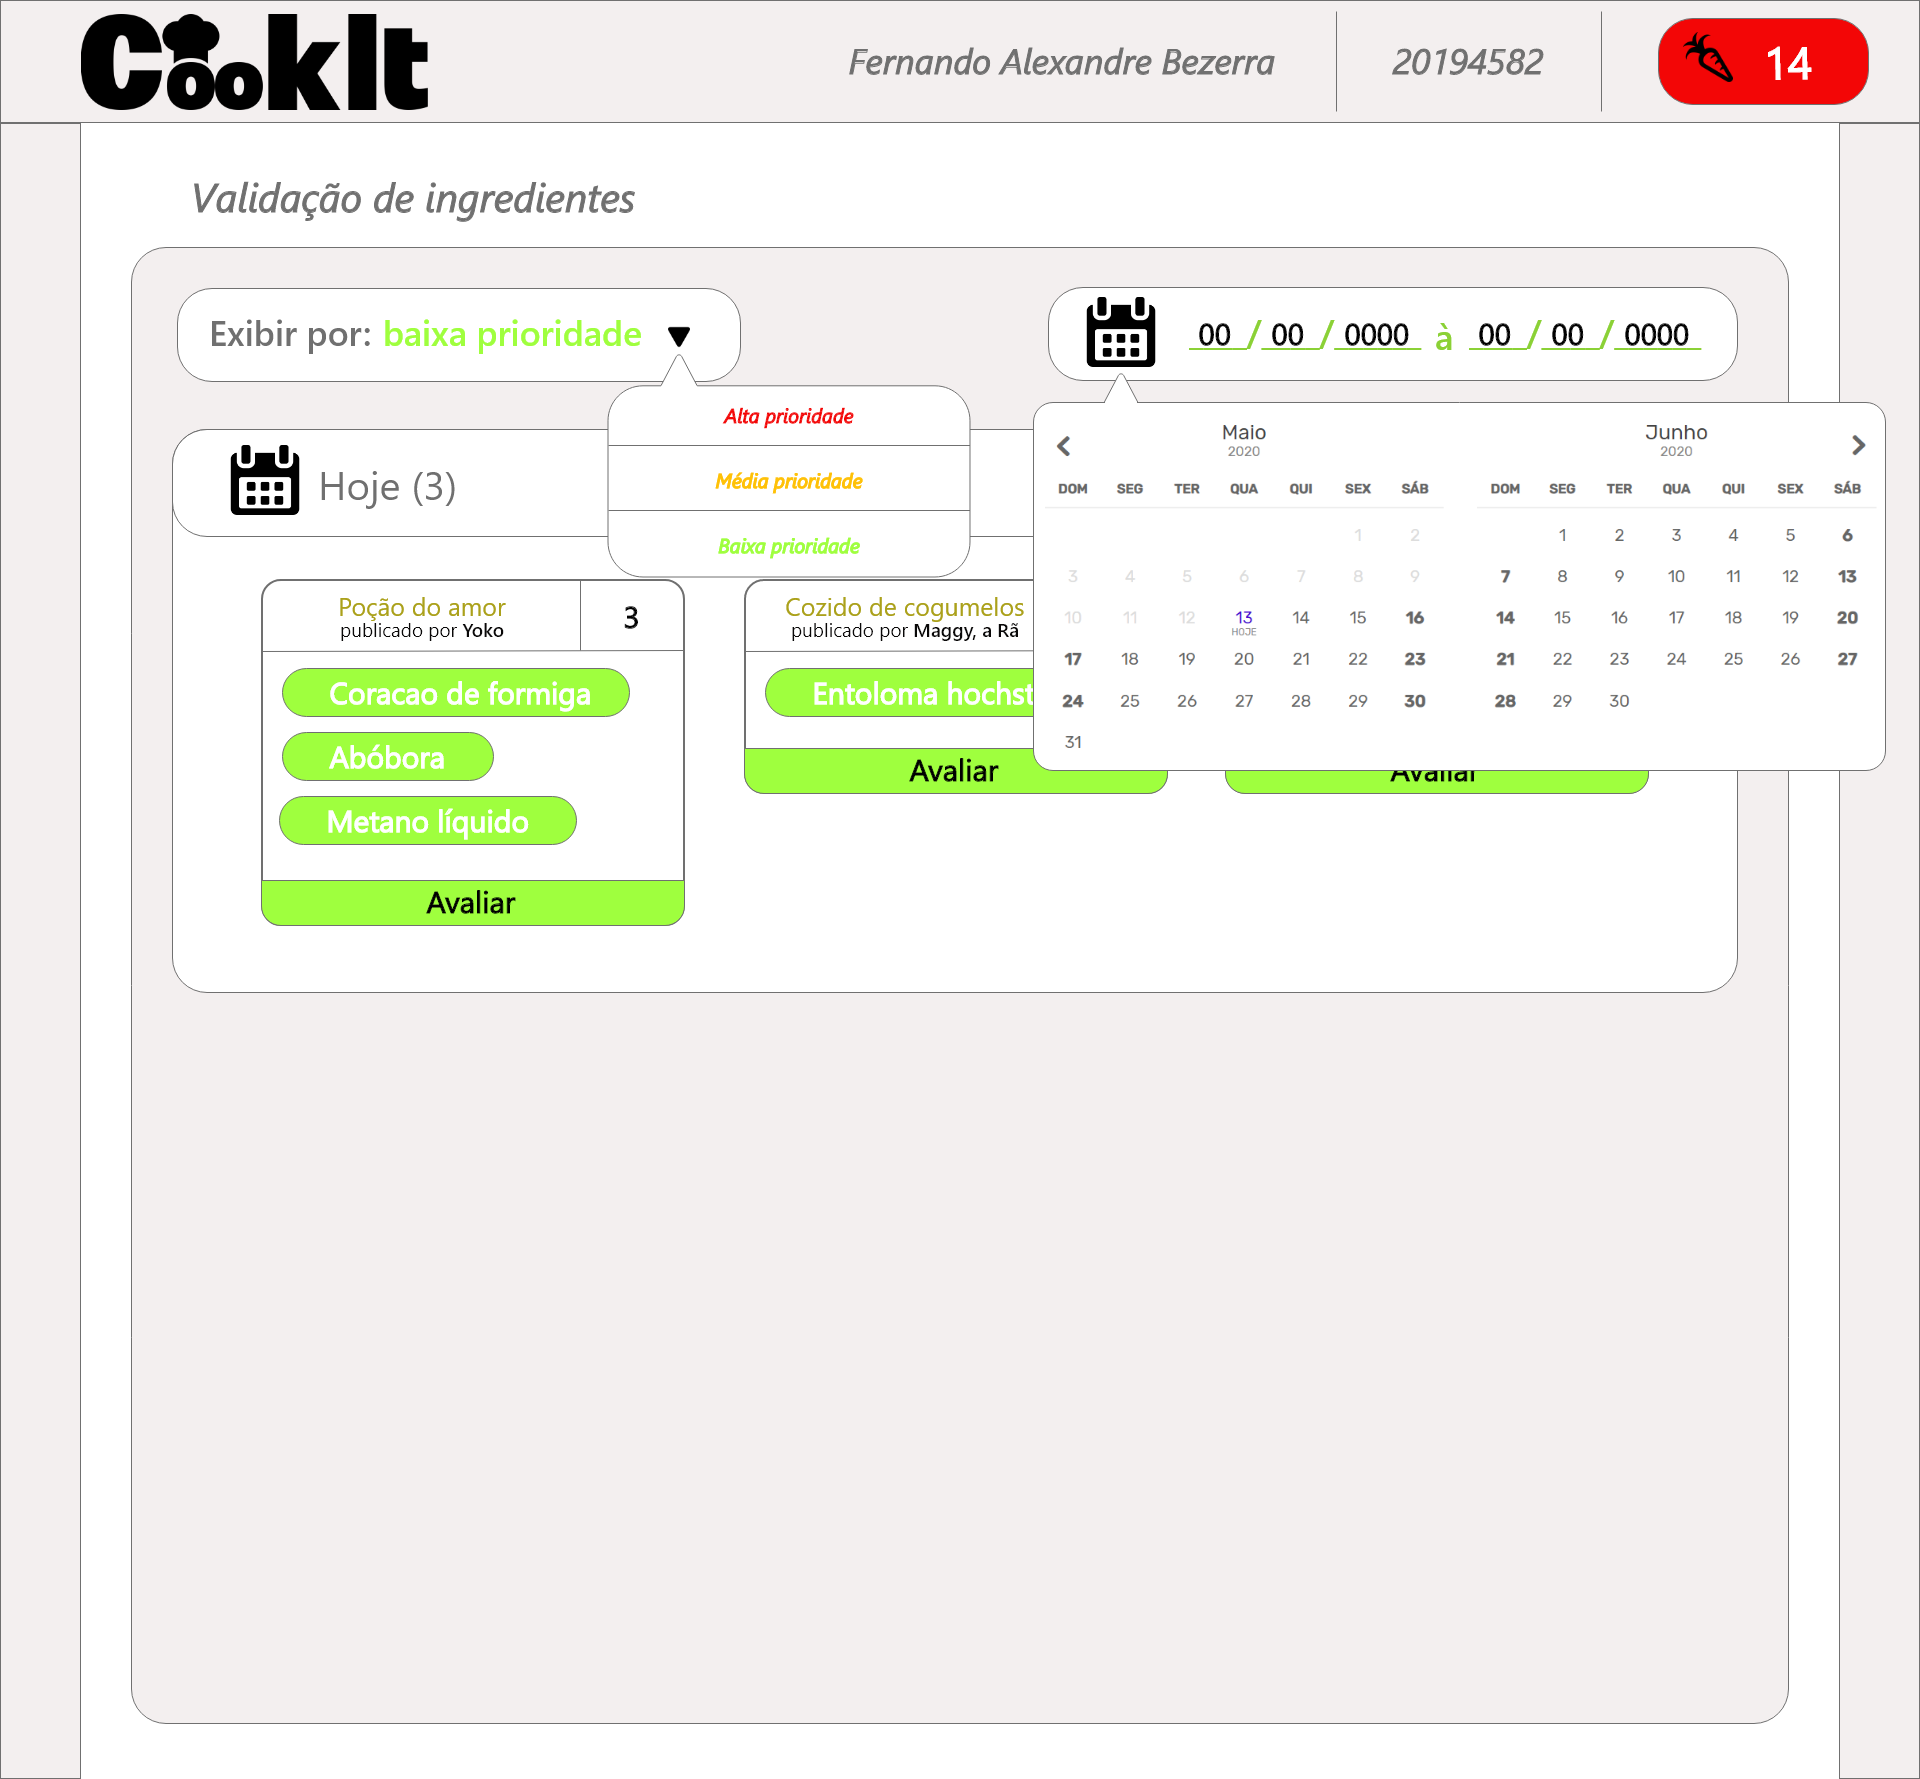 CookIt
Fernando Alexandre Bezerra
20194582
14
Validação de ingredientes
Exibir por: baixa prioridade
00 / 00 / 0000 à 00 / 00 / 0000
Alta prioridade
Média prioridade
Baixa prioridade
Hoje (3)
Maio
2020
DOM SEG TER QUA QUI SEX SÁB
1 2
3 4 5 6 7 8 9
10 11 12 13 14 15 16
HOJE
17 18 19 20 21 22 23
24 25 26 27 28 29 30
31
Junho
2020
DOM SEG TER QUA QUI SEX SÁB
1 2 3 4 5 6
7 8 9 10 11 12 13
14 15 16 17 18 19 20
21 22 23 24 25 26 27
28 29 30
Poção do amor
publicado por Yoko
3
Coracao de formiga
Abóbora
Metano líquido
Avaliar
Cozido de cogumelos
publicado por Maggy, a Rã
Entoloma hochst
Avaliar
Avaliar